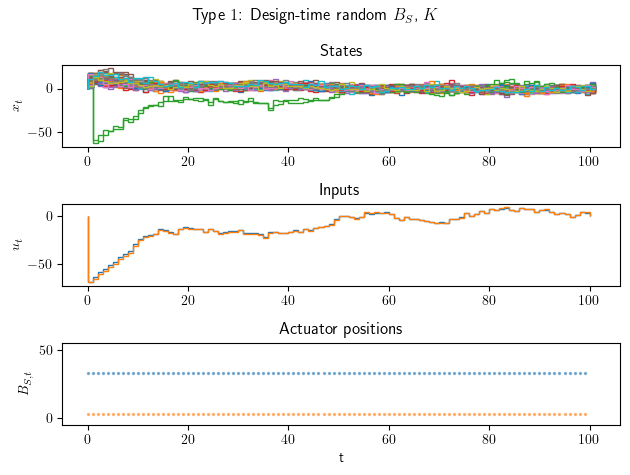 Type 1: Design-time random $B_S$, $K$
States
$x_t$
0
−50
0 20 40 60 80 100
Inputs
$u_t$
0
−50
0 20 40 60 80 100
Actuator positions
$B_{S,t}$
50
0
0 20 40 60 80 100
t